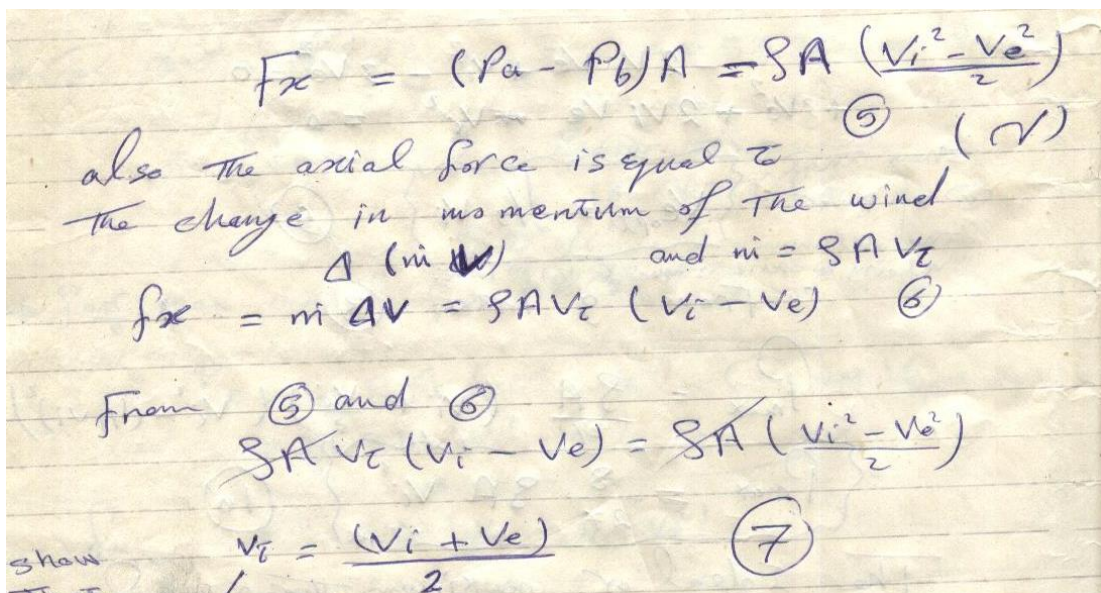 Fx = (Pa - Pb)A = ρA (Vi² - Ve² / 2)
⑤ (N)
also The axial force is equal to
The change in momentum of The wind
Δ (ṁ V) and ṁ = ρ A Vt
fx = ṁ ΔV = ρ A Vt (Vi - Ve) ⑥
From ⑤ and ⑥
ρA Vt (Vi - Ve) = ρA (Vi² - Ve² / 2)
show Vt = (Vi + Ve) / 2 ⑦